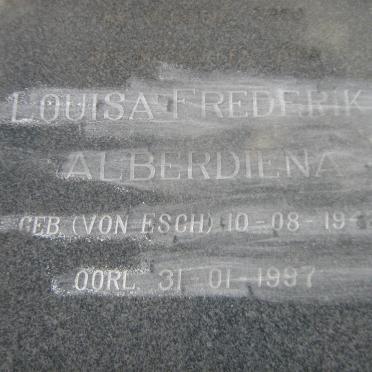 LOUISA FREDERIK
ALBERDIENA
GEB. (VON ESCH) 10-08-19
OORL. 31-01-1997